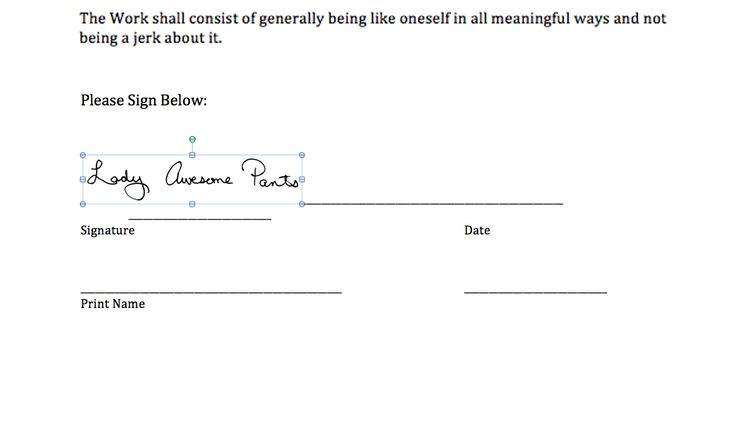 The Work shall consist of generally being like oneself in all meaningful ways and not
being a jerk about it.
Please Sign Below:
Lady Awesome Pants
Signature Date
Print Name